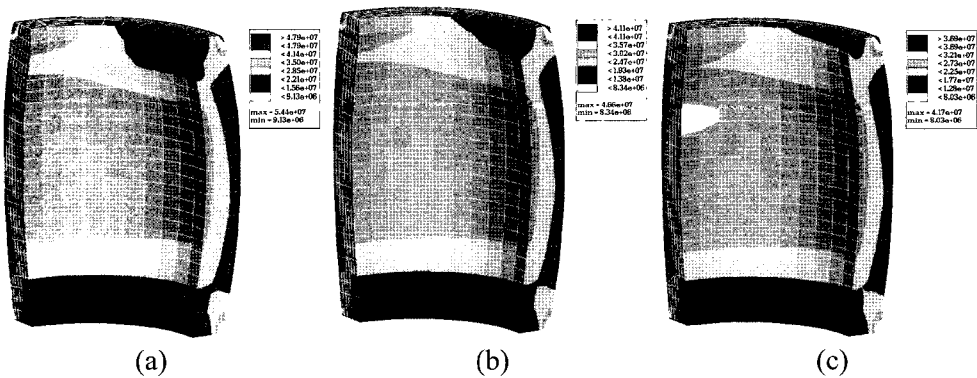 > 4.79e+07
< 4.79e+07
< 4.14e+07
< 3.50e+07
< 2.85e+07
< 2.21e+07
< 1.56e+07
< 9.13e+06
max = 5.44e+07
min = 9.13e+06
> 4.11e+07
< 4.11e+07
< 3.57e+07
< 3.02e+07
< 2.47e+07
< 1.93e+07
< 1.38e+07
< 8.34e+06
max = 4.66e+07
min = 8.34e+06
> 3.69e+07
< 3.69e+07
< 3.21e+07
< 2.73e+07
< 2.25e+07
< 1.77e+07
< 1.28e+07
< 8.03e+06
max = 4.17e+07
min = 8.03e+06
(a)
(b)
(c)